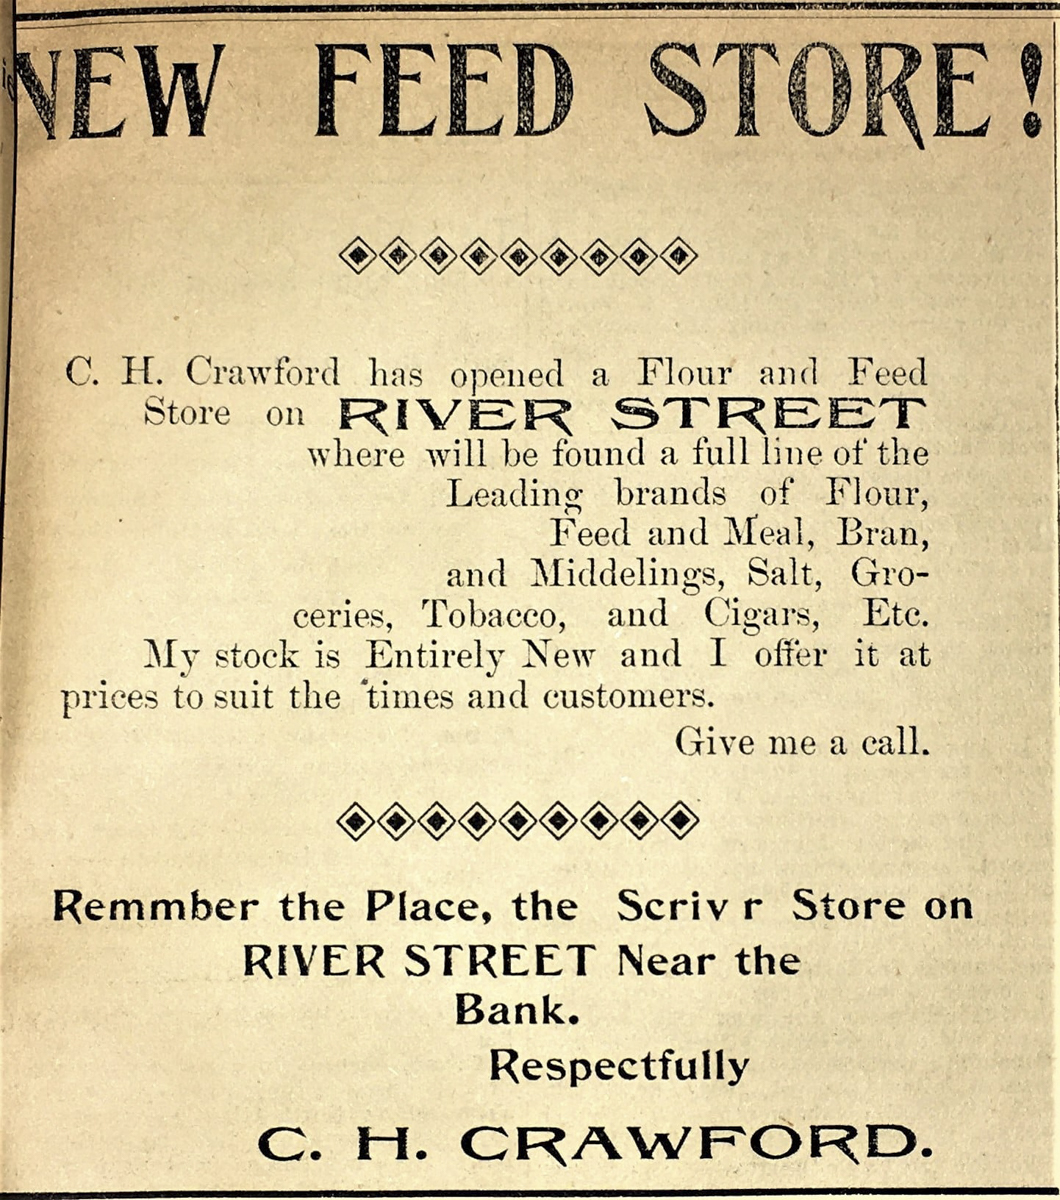 NEW FEED STORE!
C. H. Crawford has opened a Flour and Feed
Store on RIVER STREET
where will be found a full line of the
Leading brands of Flour,
Feed and Meal, Bran,
and Middelings, Salt, Gro-
ceries, Tobacco, and Cigars, Etc.
My stock is Entirely New and I offer it at
prices to suit the times and customers.
Give me a call.
Remmber the Place, the Scriv r Store on
RIVER STREET Near the
Bank.
Respectfully
C. H. CRAWFORD.